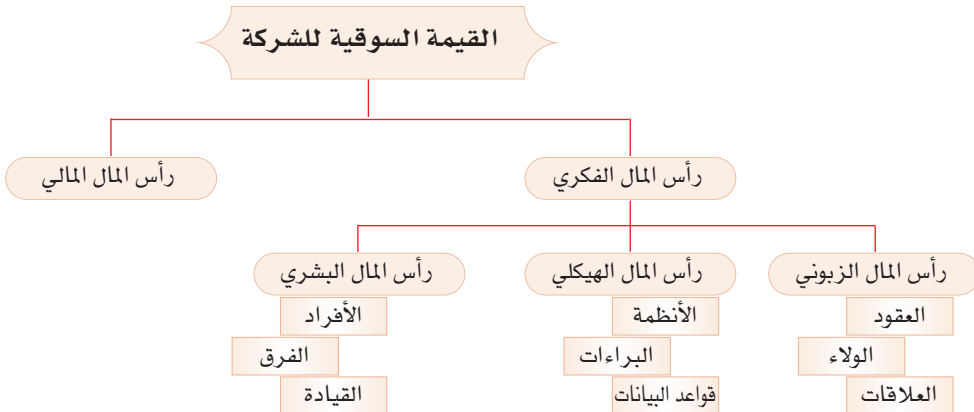 القيمة السوقية للشركة
رأس المال الفكري
رأس المال المالي
رأس المال الزبوني
رأس المال الهيكلي
رأس المال البشري
العقود
الولاء
العلاقات
الأنظمة
البراءات
قواعد البيانات
الأفراد
الفرق
القيادة